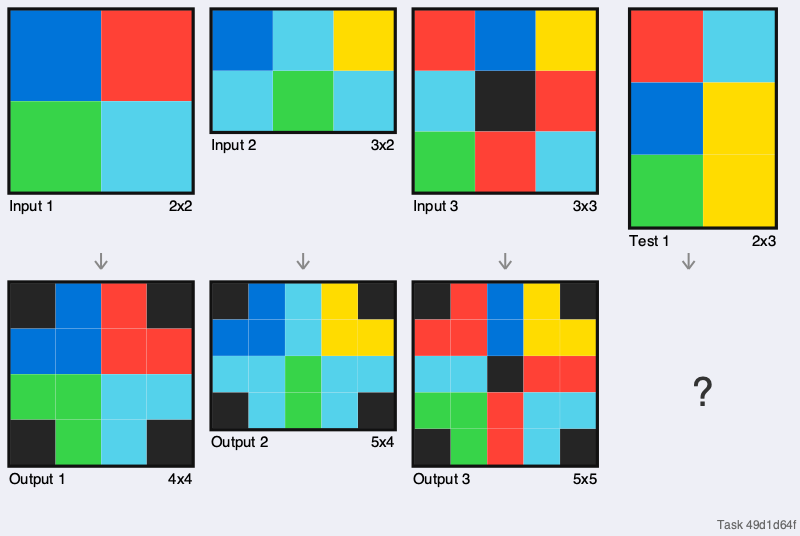 Input 1 2x2
Input 2 3x2
Input 3 3x3
Test 1 2x3
?
Output 1 4x4
Output 2 5x4
Output 3 5x5
Task 49d1d64f